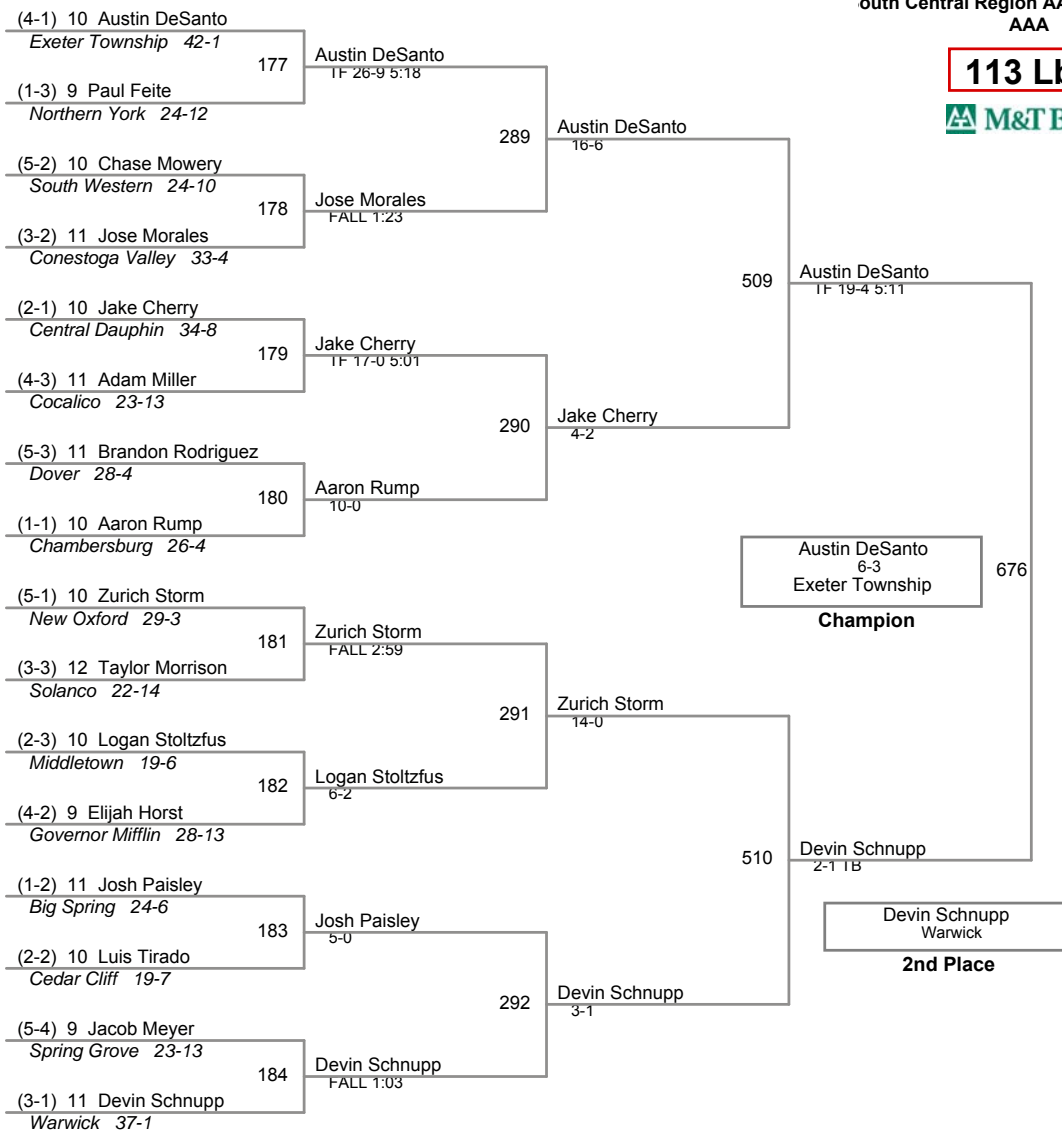 South Central Region AA
AAA
113 Lb
M&T B
(4-1) 10 Austin DeSanto
Exeter Township 42-1
177
Austin DeSanto
TF 26-9 5:18
(1-3) 9 Paul Feite
Northern York 24-12
289
Austin DeSanto
16-6
(5-2) 10 Chase Mowery
South Western 24-10
178
Jose Morales
FALL 1:23
(3-2) 11 Jose Morales
Conestoga Valley 33-4
509
Austin DeSanto
TF 19-4 5:11
(2-1) 10 Jake Cherry
Central Dauphin 34-8
179
Jake Cherry
TF 17-0 5:01
(4-3) 11 Adam Miller
Cocalico 23-13
290
Jake Cherry
4-2
(5-3) 11 Brandon Rodriguez
Dover 28-4
180
Aaron Rump
10-0
(1-1) 10 Aaron Rump
Chambersburg 26-4
Austin DeSanto
6-3
Exeter Township
676
Champion
(5-1) 10 Zurich Storm
New Oxford 29-3
181
Zurich Storm
FALL 2:59
(3-3) 12 Taylor Morrison
Solanco 22-14
291
Zurich Storm
14-0
(2-3) 10 Logan Stoltzfus
Middletown 19-6
182
Logan Stoltzfus
6-2
(4-2) 9 Elijah Horst
Governor Mifflin 28-13
510
Devin Schnupp
2-1 TB
(1-2) 11 Josh Paisley
Big Spring 24-6
183
Josh Paisley
5-0
Devin Schnupp
Warwick
2nd Place
(2-2) 10 Luis Tirado
Cedar Cliff 19-7
292
Devin Schnupp
3-1
(5-4) 9 Jacob Meyer
Spring Grove 23-13
184
Devin Schnupp
FALL 1:03
(3-1) 11 Devin Schnupp
Warwick 37-1